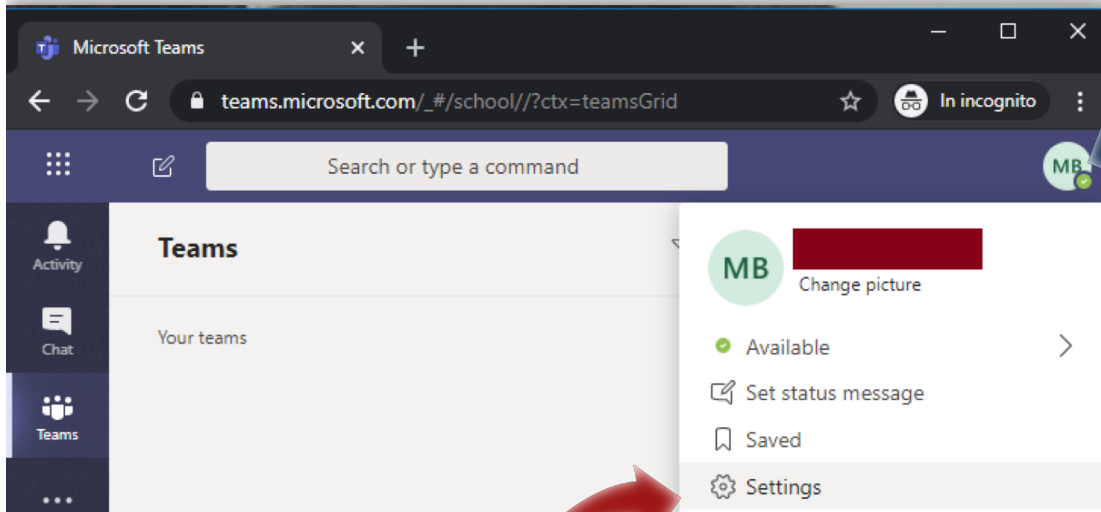 Microsoft Teams
teams.microsoft.com/_#/school//?ctx=teamsGrid
In incognito
Search or type a command
MB
Activity
Teams
MB
Change picture
Chat
Your teams
Available
Set status message
Teams
Saved
Settings